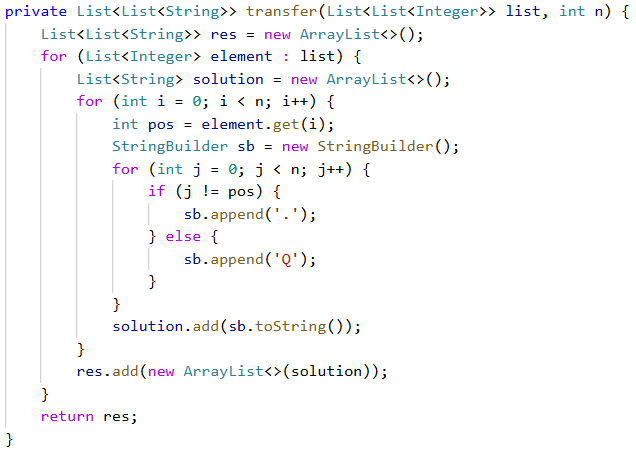 private List<List<String>> transfer(List<List<Integer>> list, int n) {
    List<List<String>> res = new ArrayList<>();
    for (List<Integer> element : list) {
        List<String> solution = new ArrayList<>();
        for (int i = 0; i < n; i++) {
            int pos = element.get(i);
            StringBuilder sb = new StringBuilder();
            for (int j = 0; j < n; j++) {
                if (j != pos) {
                    sb.append('.');
                } else {
                    sb.append('Q');
                }
            }
            solution.add(sb.toString());
        }
        res.add(new ArrayList<>(solution));
    }
    return res;
}